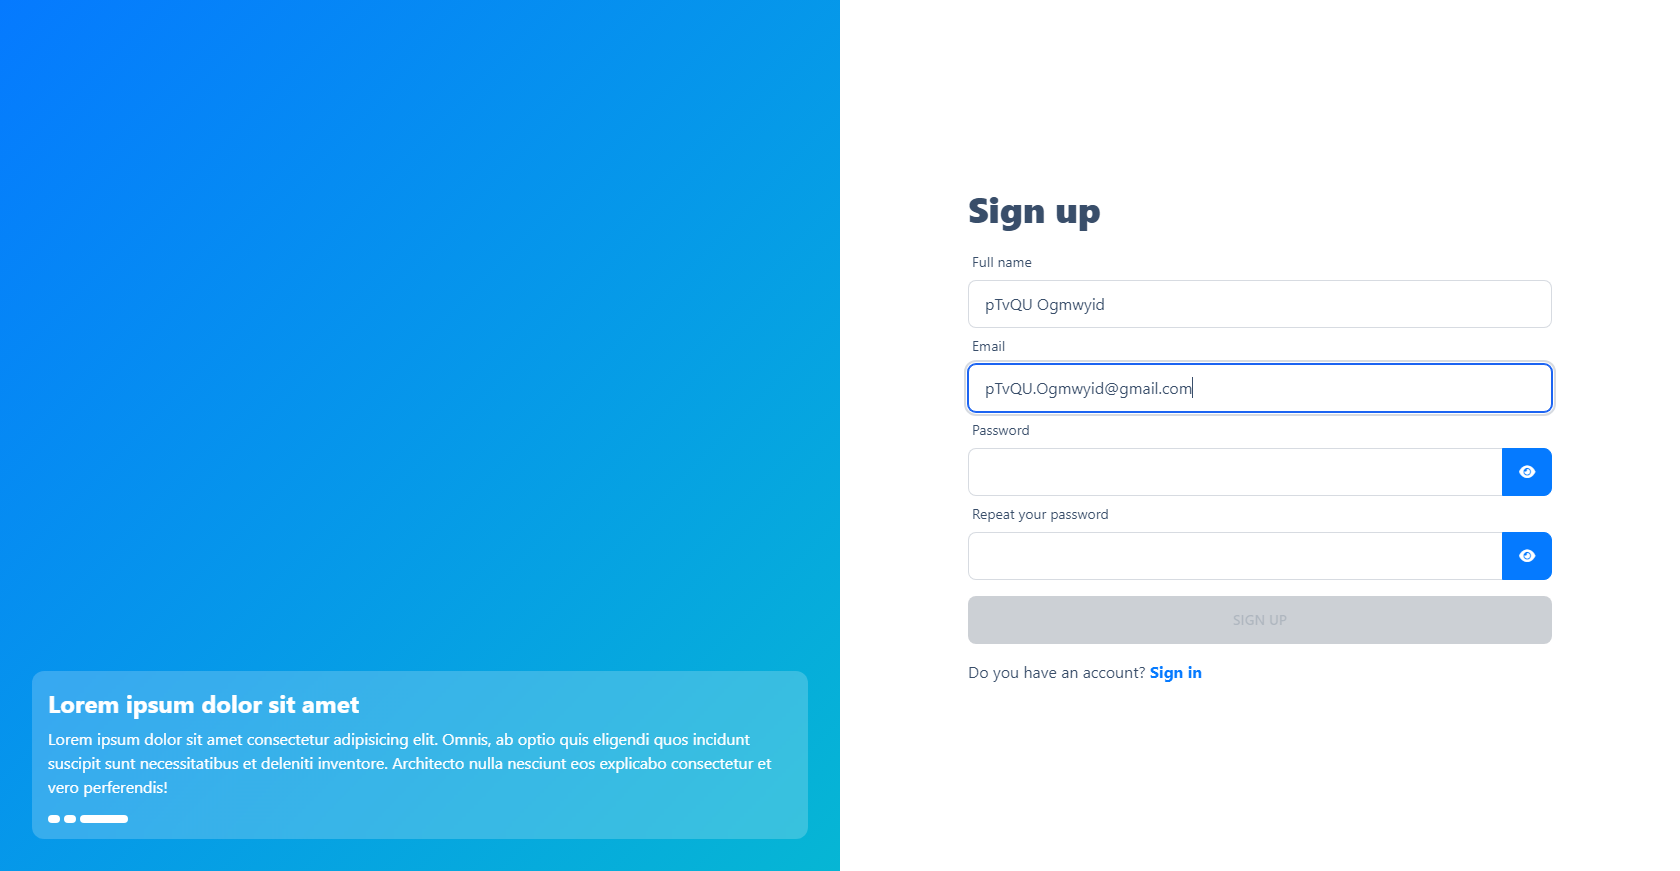 Sign up
Full name
pTvQU Ogmwyid
Email
pTvQU.Ogmwyid@gmail.com
Password
Repeat your password
SIGN UP
Do you have an account? Sign in
Lorem ipsum dolor sit amet
Lorem ipsum dolor sit amet consectetur adipisicing elit. Omnis, ab optio quis eligendi quos incidunt
suscipit sunt necessitatibus et deleniti inventore. Architecto nulla nesciunt eos explicabo consectetur et
vero perferendis!